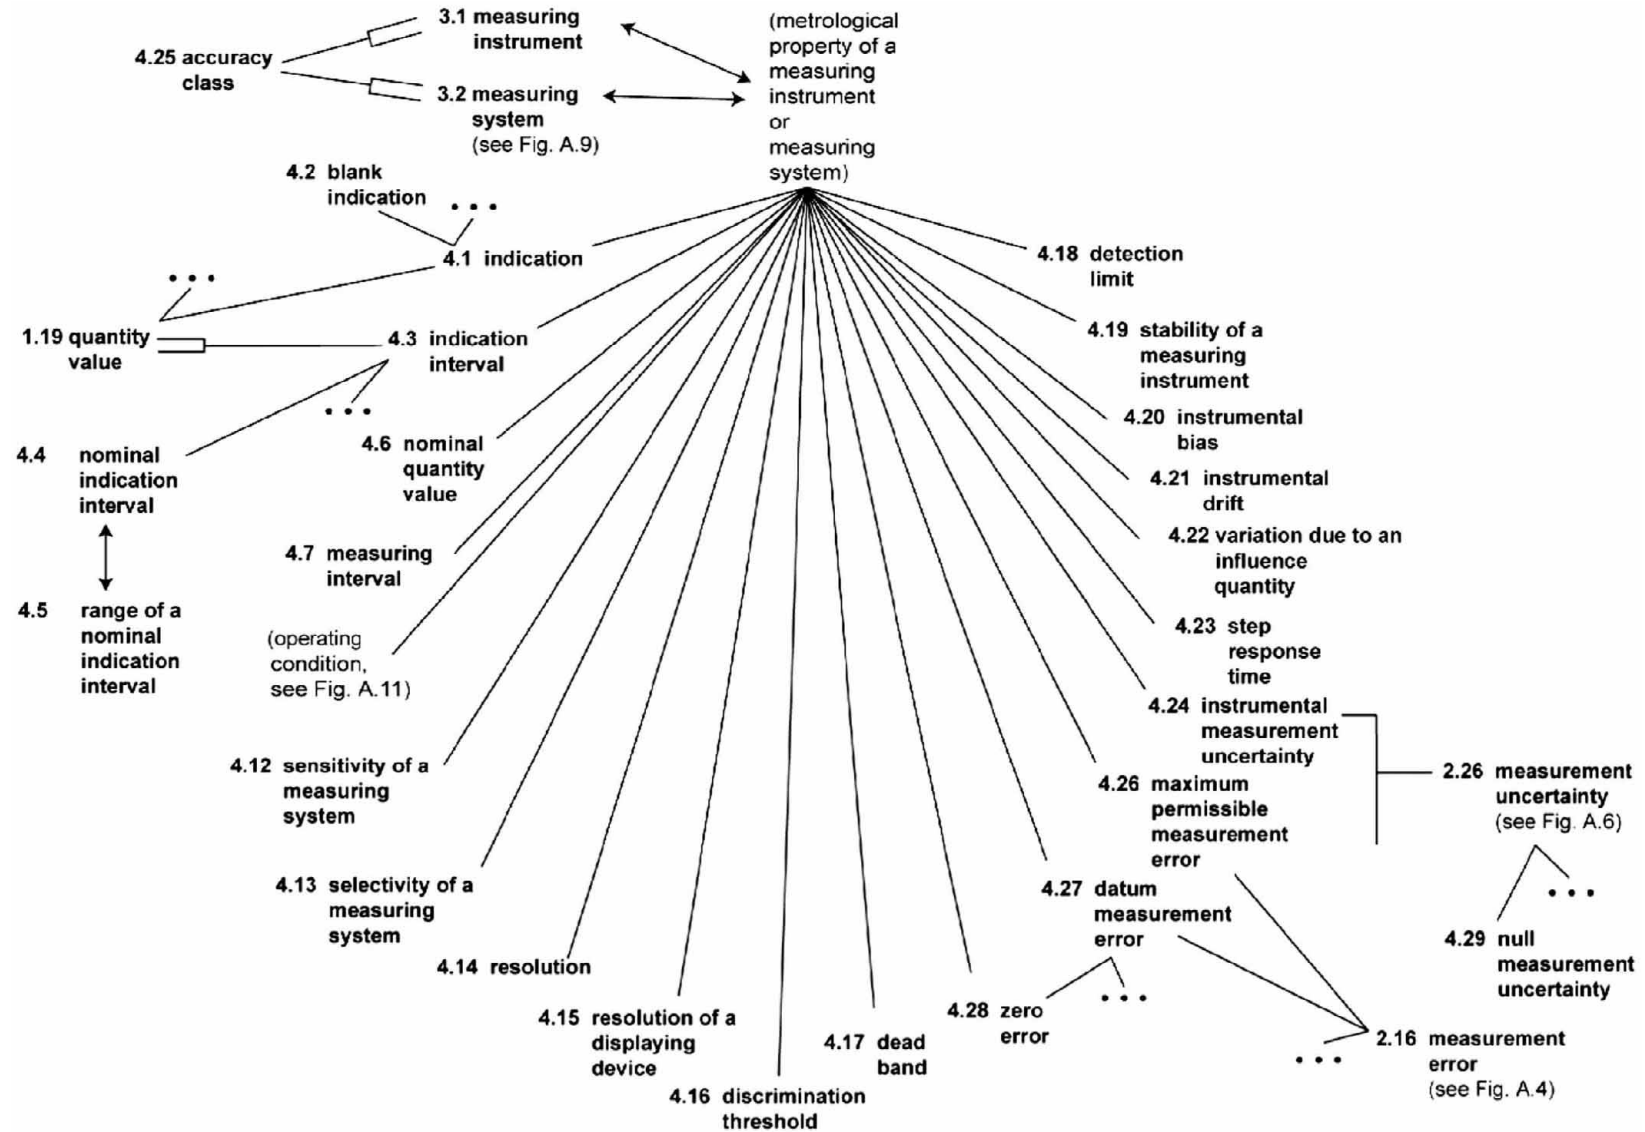 3.1 measuring
instrument
4.25 accuracy
class
3.2 measuring
system
(see Fig. A.9)
(metrological
property of a
measuring
instrument
or
measuring
system)
4.2 blank
indication
• • •
4.1 indication
• • •
1.19 quantity
value
4.3 indication
interval
• • •
4.4 nominal
indication
interval
4.5 range of a
nominal
indication
interval
4.6 nominal
quantity
value
4.7 measuring
interval
(operating
condition,
see Fig. A.11)
4.12 sensitivity of a
measuring
system
4.13 selectivity of a
measuring
system
4.14 resolution
4.15 resolution of a
displaying
device
4.16 discrimination
threshold
4.17 dead
band
4.18 detection
limit
4.19 stability of a
measuring
instrument
4.20 instrumental
bias
4.21 instrumental
drift
4.22 variation due to an
influence
quantity
4.23 step
response
time
4.24 instrumental
measurement
uncertainty
4.26 maximum
permissible
measurement
error
4.27 datum
measurement
error
• • •
4.28 zero
error
2.26 measurement
uncertainty
(see Fig. A.6)
• • •
4.29 null
measurement
uncertainty
2.16 measurement
error
(see Fig. A.4)
• • •